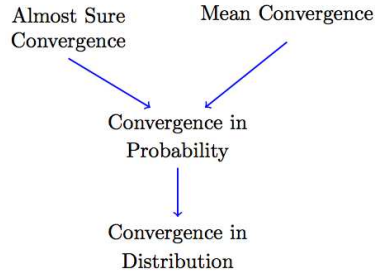 Almost Sure
Convergence
Mean Convergence
Convergence in
Probability
Convergence in
Distribution